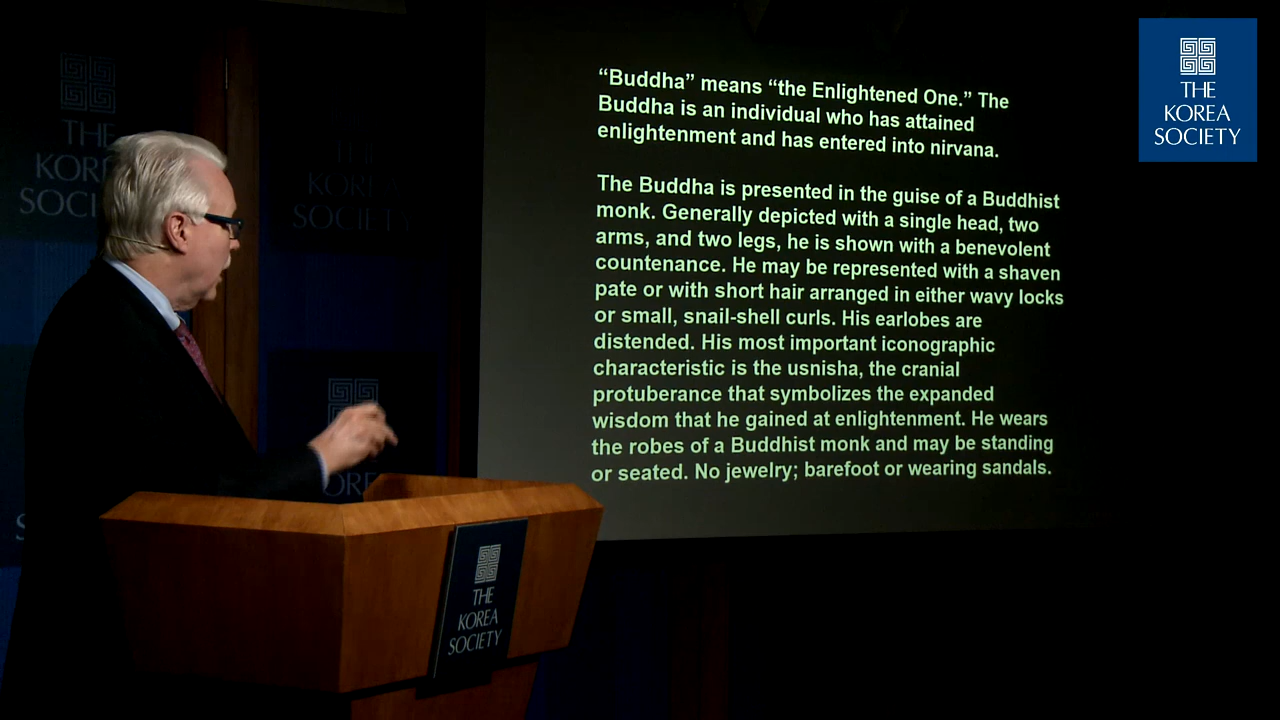 “Buddha” means “the Enlightened One.” The
Buddha is an individual who has attained
enlightenment and has entered into nirvana.
The Buddha is presented in the guise of a Buddhist
monk. Generally depicted with a single head, two
arms, and two legs, he is shown with a benevolent
countenance. He may be represented with a shaven
pate or with short hair arranged in either wavy locks
or small, snail-shell curls. His earlobes are
distended. His most important iconographic
characteristic is the usnisha, the cranial
protuberance that symbolizes the expanded
wisdom that he gained at enlightenment. He wears
the robes of a Buddhist monk and may be standing
or seated. No jewelry; barefoot or wearing sandals.
THE
KOREA
SOCIETY
THE
KOREA
SOCIETY
THE
KOR
SOCI
KOREA
SOCIETY